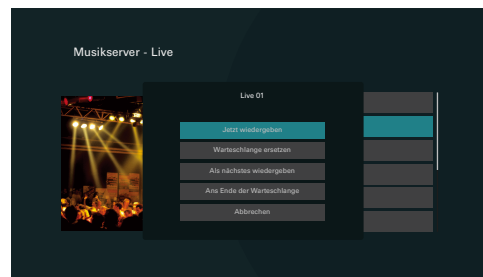 Musikserver - Live
Live 01
Jetzt wiedergeben
Warteschlange ersetzen
Als nächstes wiedergeben
Ans Ende der Warteschlange
Abbrechen